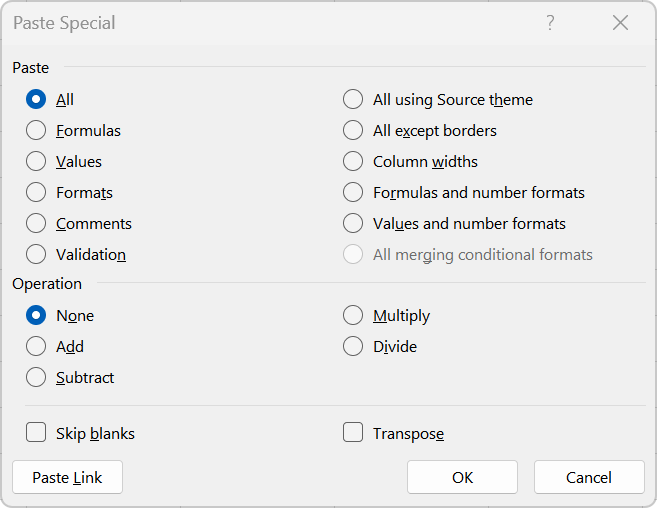 Paste Special ?
Paste
All
All using Source theme
Formulas
All except borders
Values
Column widths
Formats
Formulas and number formats
Comments
Values and number formats
Validation
All merging conditional formats
Operation
None
Multiply
Add
Divide
Subtract
Skip blanks
Transpose
Paste Link
OK
Cancel